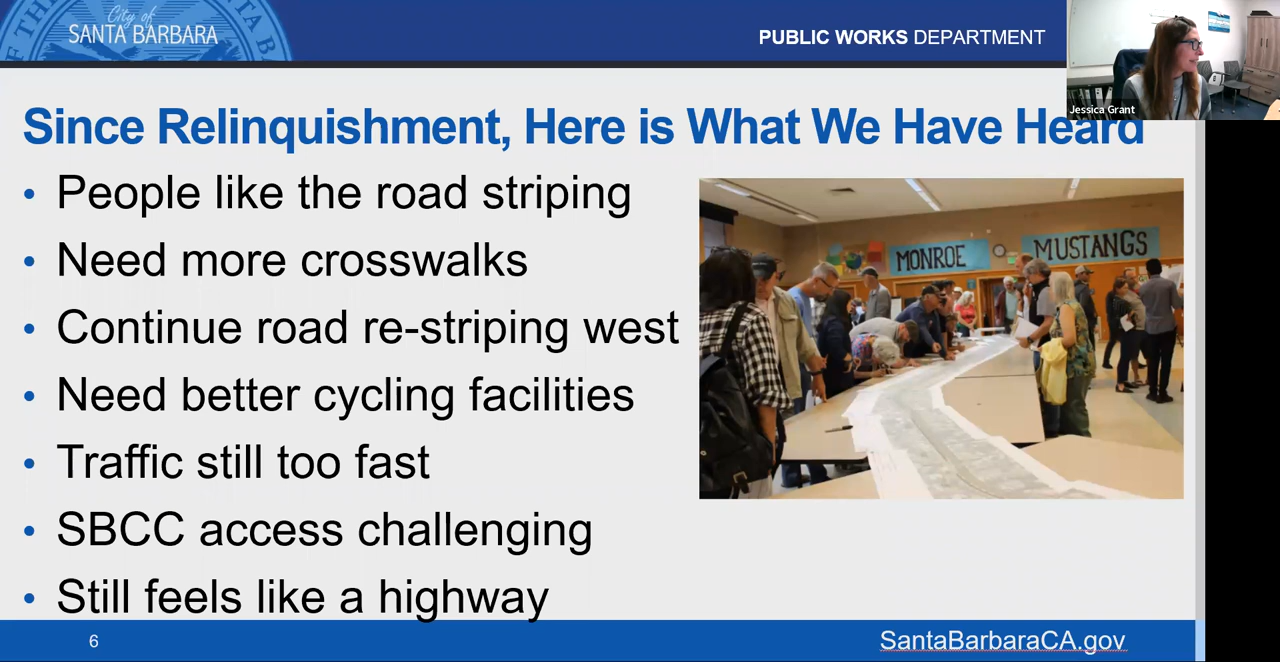 City of
SANTA BARBARA
PUBLIC WORKS DEPARTMENT
Jessica Grant
Since Relinquishment, Here is What We Have Heard
• People like the road striping
• Need more crosswalks
• Continue road re-striping west
• Need better cycling facilities
• Traffic still too fast
• SBCC access challenging
• Still feels like a highway
MONROE
MUSTANGS
6
SantaBarbaraCA.gov